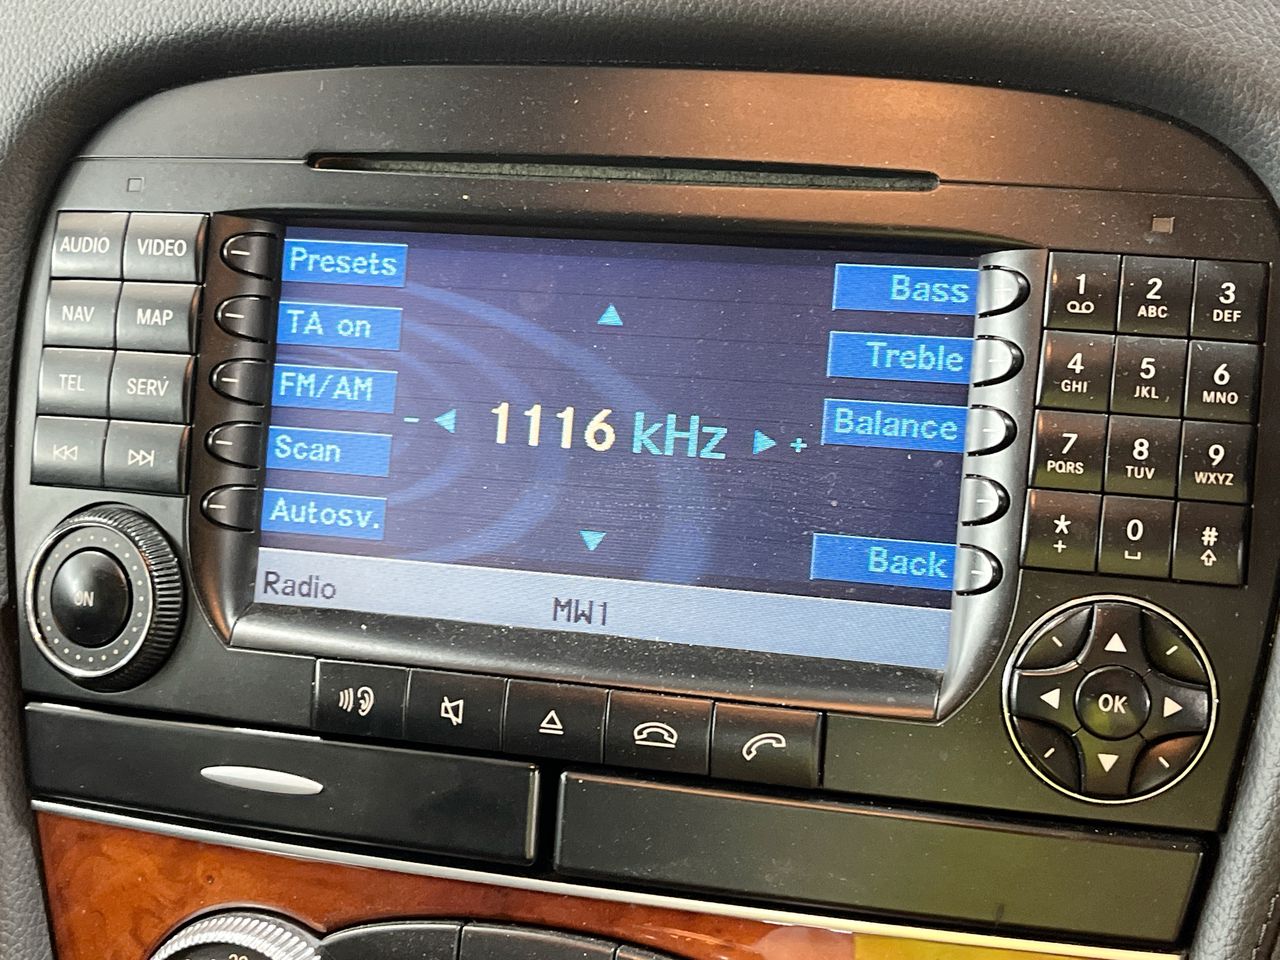 AUDIO VIDEO
NAV MAP
TEL SERV
ON
Presets
TA on
FM/AM
Scan
Autosv.
- 1116 kHz +
Bass
Treble
Balance
Back
Radio
MW1
1 2 ABC 3 DEF
4 GHI 5 JKL 6 MNO
7 PQRS 8 TUV 9 WXYZ
* + 0 #
OK